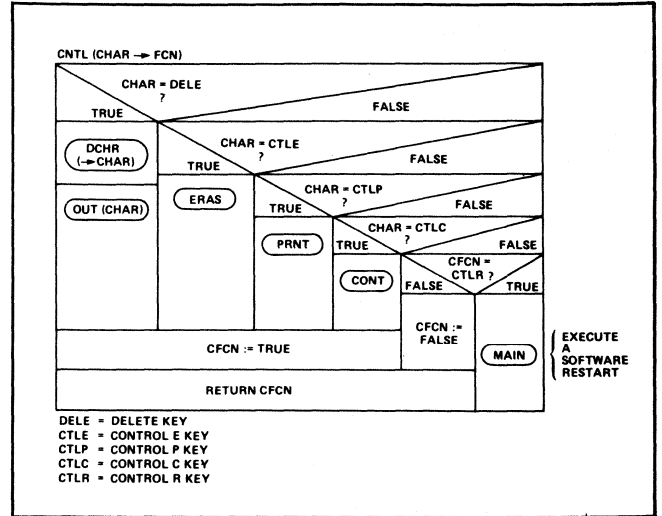 CNTL (CHAR → FCN)
CHAR = DELE
?
TRUE
FALSE
DCHR
(→CHAR)
OUT (CHAR)
CHAR = CTLE
?
TRUE
FALSE
ERAS
CHAR = CTLP
?
TRUE
FALSE
PRNT
CHAR = CTLC
?
TRUE
FALSE
CONT
CFCN =
CTLR ?
FALSE
TRUE
CFCN :=
FALSE
MAIN
EXECUTE
A
SOFTWARE
RESTART
CFCN := TRUE
RETURN CFCN
DELE = DELETE KEY
CTLE = CONTROL E KEY
CTLP = CONTROL P KEY
CTLC = CONTROL C KEY
CTLR = CONTROL R KEY